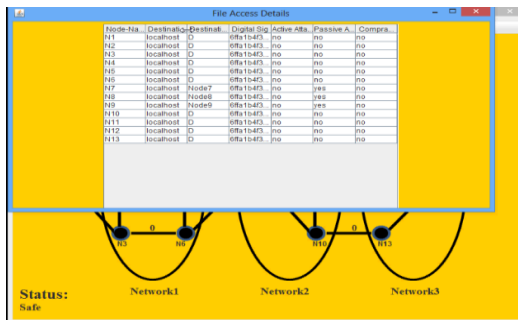 File Access Details
Node-Na... Destinatio... Destinati... Digital Sig... Active Atta... Passive A... Compra...
N1 localhost D 6ffa1b4f3... no no no
N2 localhost D 6ffa1b4f3... no no no
N3 localhost D 6ffa1b4f3... no no no
N4 localhost D 6ffa1b4f3... no no no
N5 localhost D 6ffa1b4f3... no no no
N6 localhost D 6ffa1b4f3... no no no
N7 localhost Node7 6ffa1b4f3... no yes no
N8 localhost Node8 6ffa1b4f3... no yes no
N9 localhost Node9 6ffa1b4f3... no yes no
N10 localhost D 6ffa1b4f3... no no no
N11 localhost D 6ffa1b4f3... no no no
N12 localhost D 6ffa1b4f3... no no no
N13 localhost D 6ffa1b4f3... no no no
0 0
N3 N6 N10 N13
Status: Network1 Network2 Network3
Safe